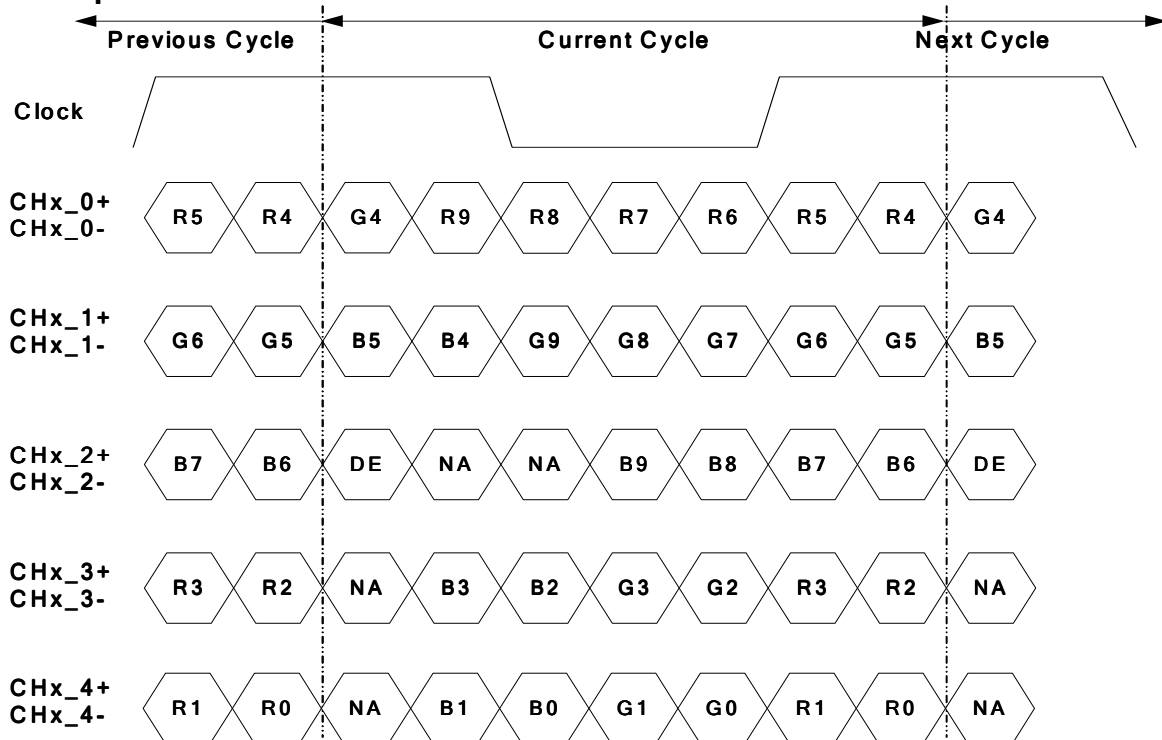 Previous Cycle Current Cycle Next Cycle
Clock
CHx_0+
CHx_0-
R5 R4 G4 R9 R8 R7 R6 R5 R4 G4
CHx_1+
CHx_1-
G6 G5 B5 B4 G9 G8 G7 G6 G5 B5
CHx_2+
CHx_2-
B7 B6 DE NA NA B9 B8 B7 B6 DE
CHx_3+
CHx_3-
R3 R2 NA B3 B2 G3 G2 R3 R2 NA
CHx_4+
CHx_4-
R1 R0 NA B1 B0 G1 G0 R1 R0 NA